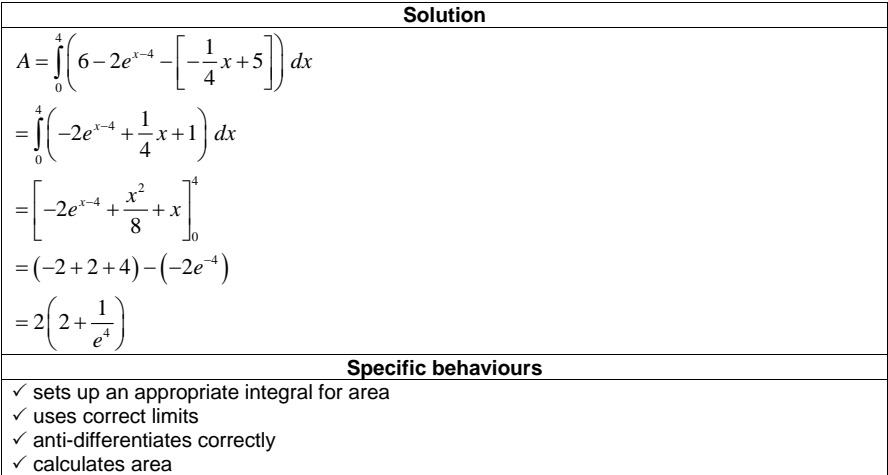 Solution
A = ∫₀⁴ (6 − 2e^{x−4} − [−1/4 x + 5]) dx
= ∫₀⁴ (−2e^{x−4} + 1/4 x + 1) dx
= [−2e^{x−4} + x²/8 + x]₀⁴
= (−2 + 2 + 4) − (−2e^{−4})
= 2(2 + 1/e⁴)
Specific behaviours
✓ sets up an appropriate integral for area
✓ uses correct limits
✓ anti-differentiates correctly
✓ calculates area